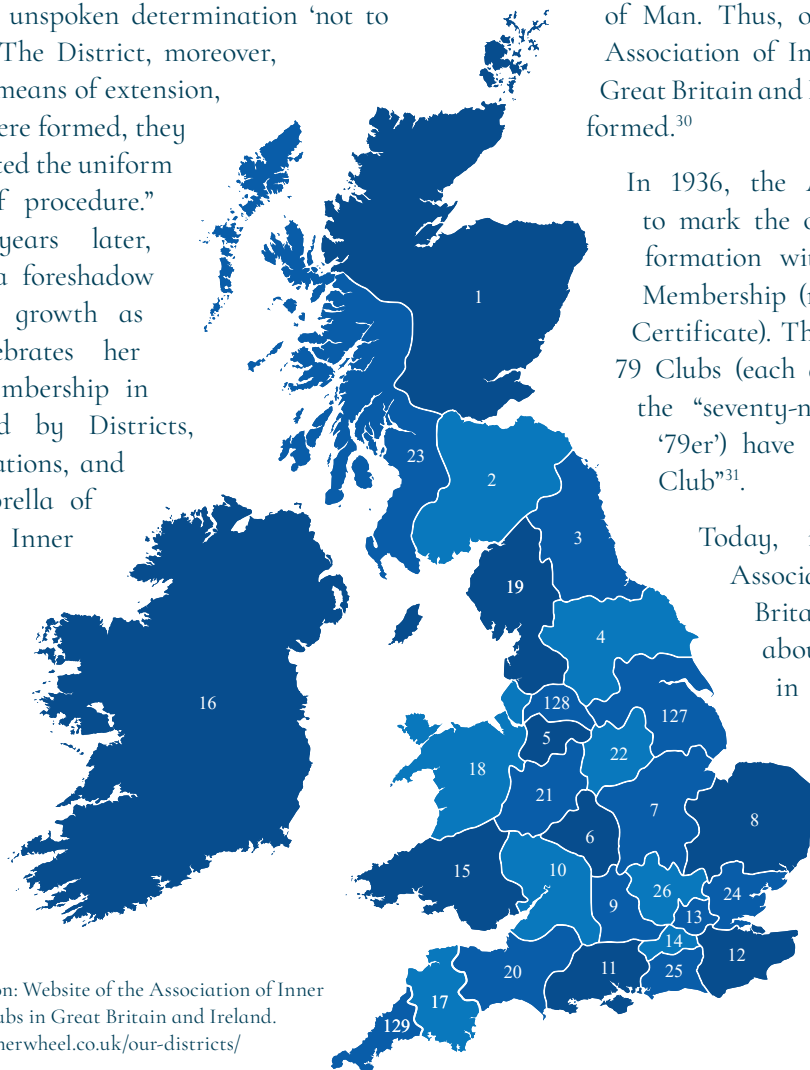 unspoken determination ‘not to
The District, moreover,
means of extension,
ere formed, they
ted the uniform
f procedure.”
years later,
a foreshadow
growth as
ebrates her
mbership in
d by Districts,
ations, and
brella of
Inner
of Man. Thus, o
Association of In
Great Britain and
formed.30
In 1936, the A
to mark the o
formation wi
Membership (
Certificate). Th
79 Clubs (each
the “seventy-n
‘79er’) have
Club”31.
Today,
Associa
Brita
abou
in
1
23
2
3
19
4
16
128
127
5
22
18
21
7
8
6
15
10
26
24
9
13
14
12
20
11
25
17
129
on: Website of the Association of Inner
ubs in Great Britain and Ireland.
nerwheel.co.uk/our-districts/